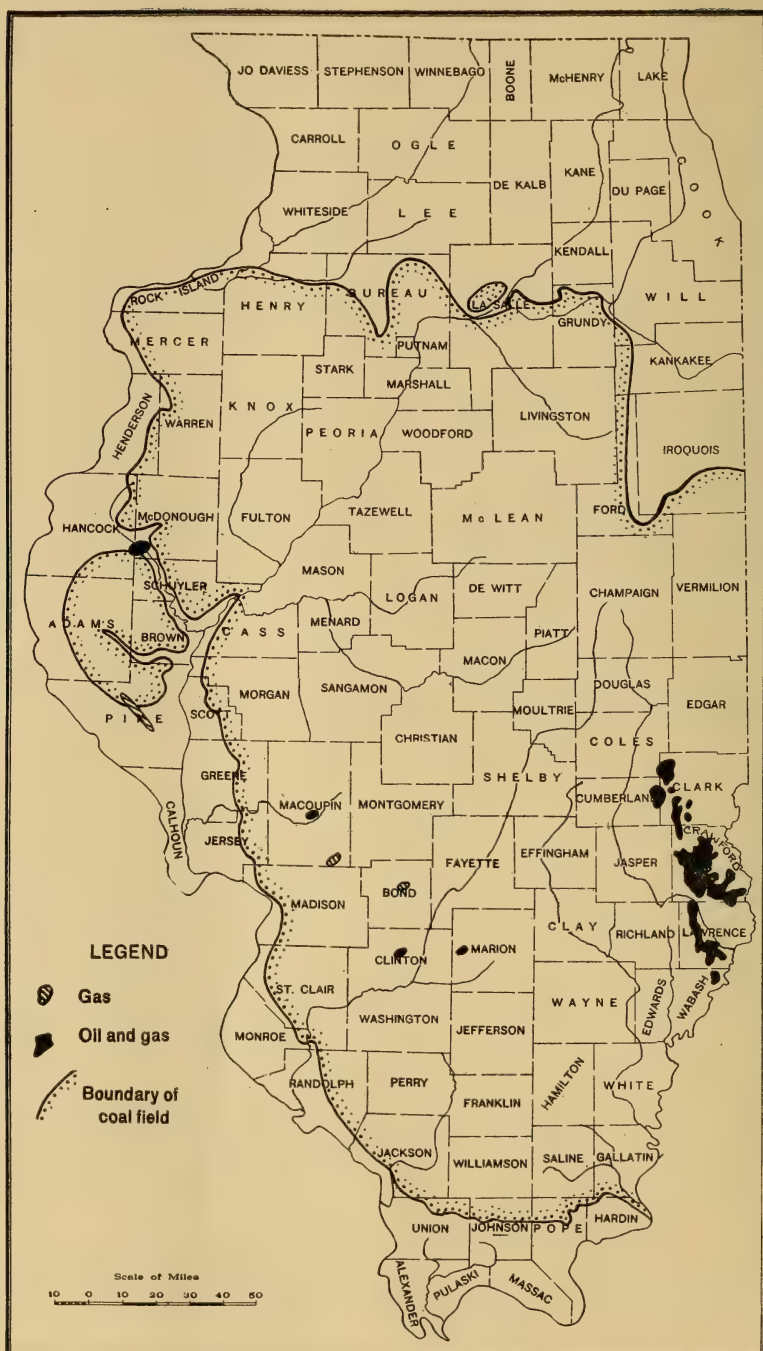 JO DAVIESS STEPHENSON WINNEBAGO BOONE McHENRY LAKE
CARROLL OGLE DE KALB KANE COOK
DU PAGE
WHITESIDE LEE
KENDALL
ROCK ISLAND HENRY BUREAU LA SALLE WILL
GRUNDY
MERCER PUTNAM KANKAKEE
STARK
MARSHALL
HENDERSON WARREN KNOX LIVINGSTON
PEORIA WOODFORD
IROQUOIS
HANCOCK McDONOUGH FULTON TAZEWELL McLEAN FORD
MASON
SCHUYLER LOGAN DE WITT CHAMPAIGN VERMILION
ADAMS BROWN CASS MENARD PIATT
MACON
MORGAN SANGAMON DOUGLAS
PIKE SCOTT MOULTRIE EDGAR
CHRISTIAN
COLES
GREENE SHELBY
CALHOUN MACOUPIN MONTGOMERY CUMBERLAND CLARK
JERSEY CRAWFORD
FAYETTE EFFINGHAM JASPER
BOND
MADISON
CLAY RICHLAND LAWRENCE
CLINTON MARION
ST. CLAIR
WAYNE EDWARDS WABASH
WASHINGTON
MONROE JEFFERSON
RANDOLPH PERRY HAMILTON WHITE
FRANKLIN
JACKSON WILLIAMSON SALINE GALLATIN
UNION JOHNSON POPE HARDIN
ALEXANDER PULASKI MASSAC
LEGEND
Gas
Oil and gas
Boundary of
coal field
Scale of Miles
10 0 10 20 30 40 50